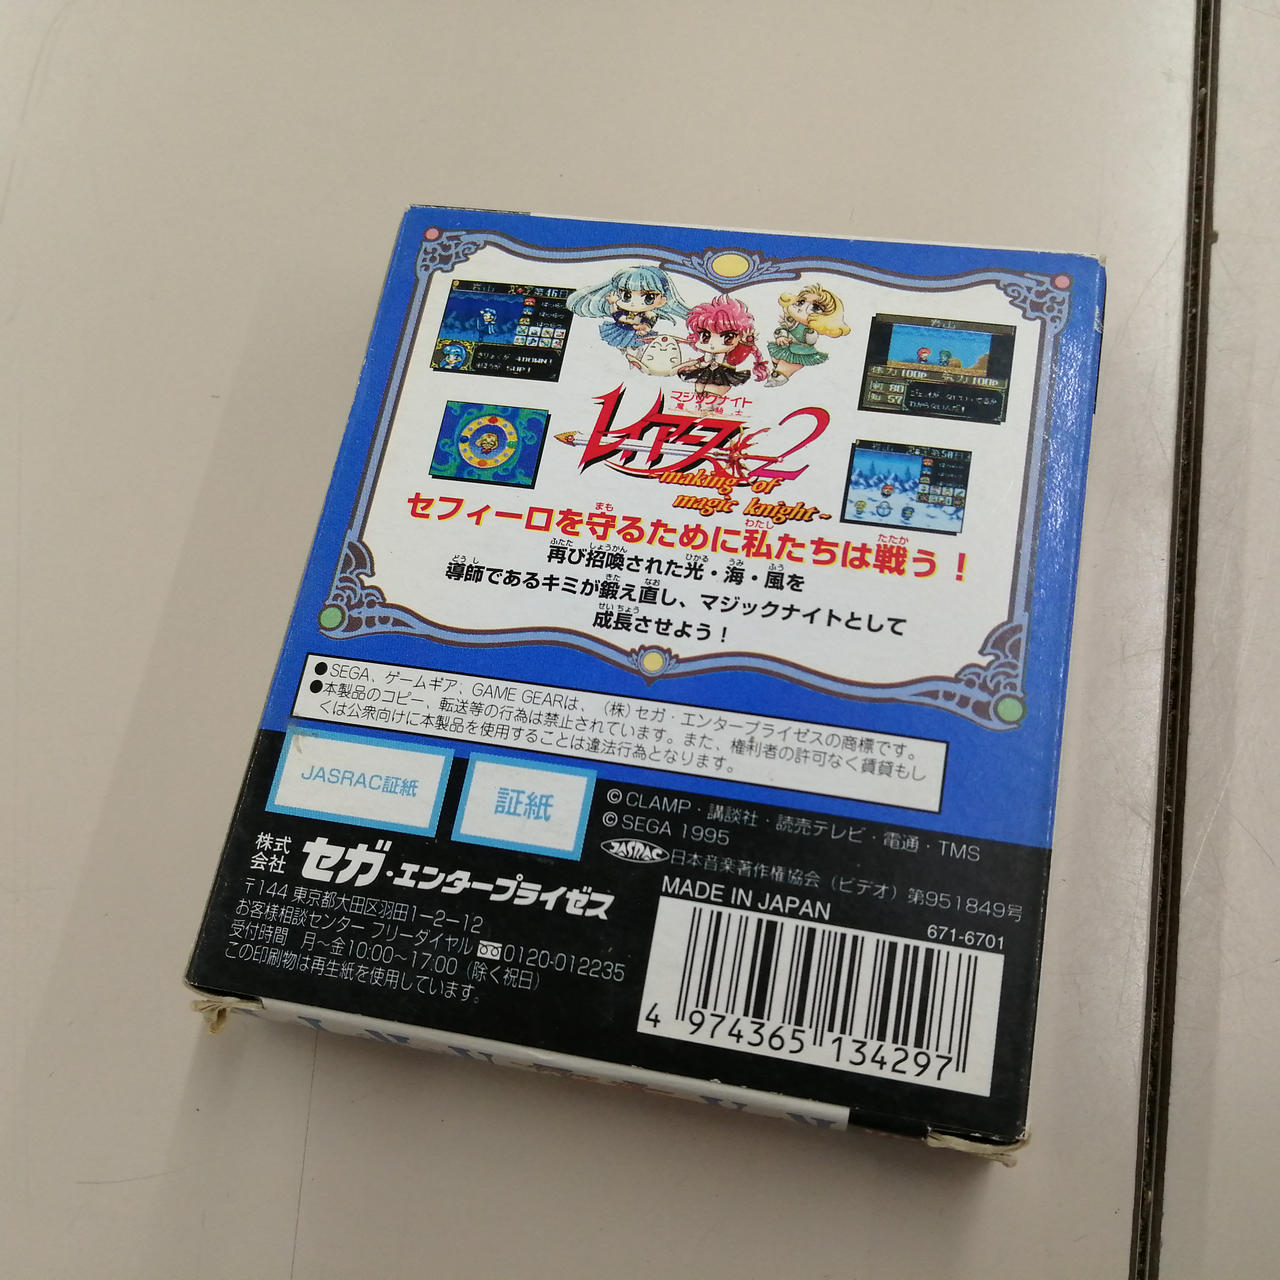 マジックナイト
レイアース2
~making of
magic knight~
セフィーロを守るために私たちは戦う!
再び招喚された光・海・風を
導師であるキミが鍛え直し、マジックナイトとして
成長させよう!
●SEGA、ゲームギア、GAME GEARは、(株)セガ・エンタープライゼスの商標です。
●本製品のコピー、転送等の行為は禁止されています。また、権利者の許可なく賃貸もし
くは公衆向けに本製品を使用することは違法行為となります。
JASRAC証紙
証紙
©CLAMP・講談社・読売テレビ・電通・TMS
©SEGA 1995
JASRAC 日本音楽著作権協会(ビデオ)第951849号
株式会社 セガ・エンタープライゼス
〒144 東京都大田区羽田1-2-12
お客様相談センター フリーダイヤル 0120-012235
受付時間 月〜金10:00〜17:00(除く祝日)
この印刷物は再生紙を使用しています。
MADE IN JAPAN
671-6701
4 974365 134297